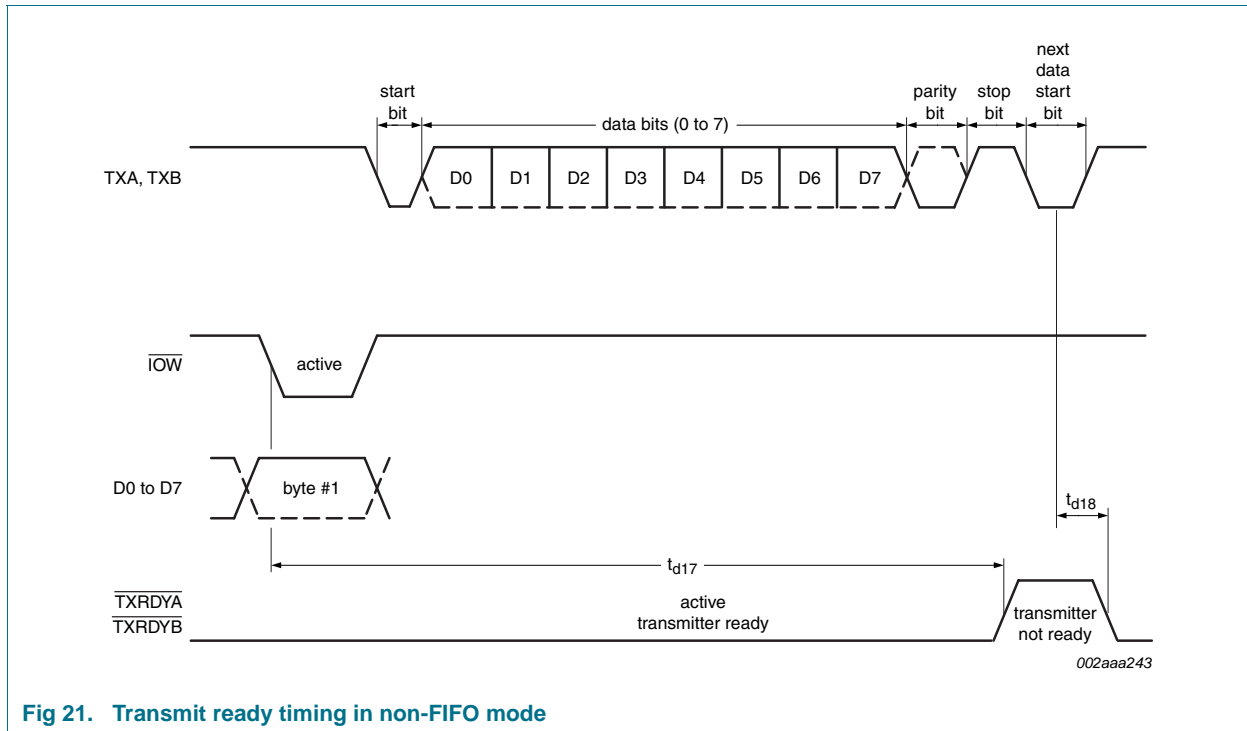 next
data
start
bit
start
bit
parity
bit
stop
bit
data bits (0 to 7)
TXA, TXB
D0
D1
D2
D3
D4
D5
D6
D7
IOW
active
D0 to D7
byte #1
td18
td17
TXRDYA
TXRDYB
active
transmitter ready
transmitter
not ready
002aaa243
Fig 21. Transmit ready timing in non-FIFO mode